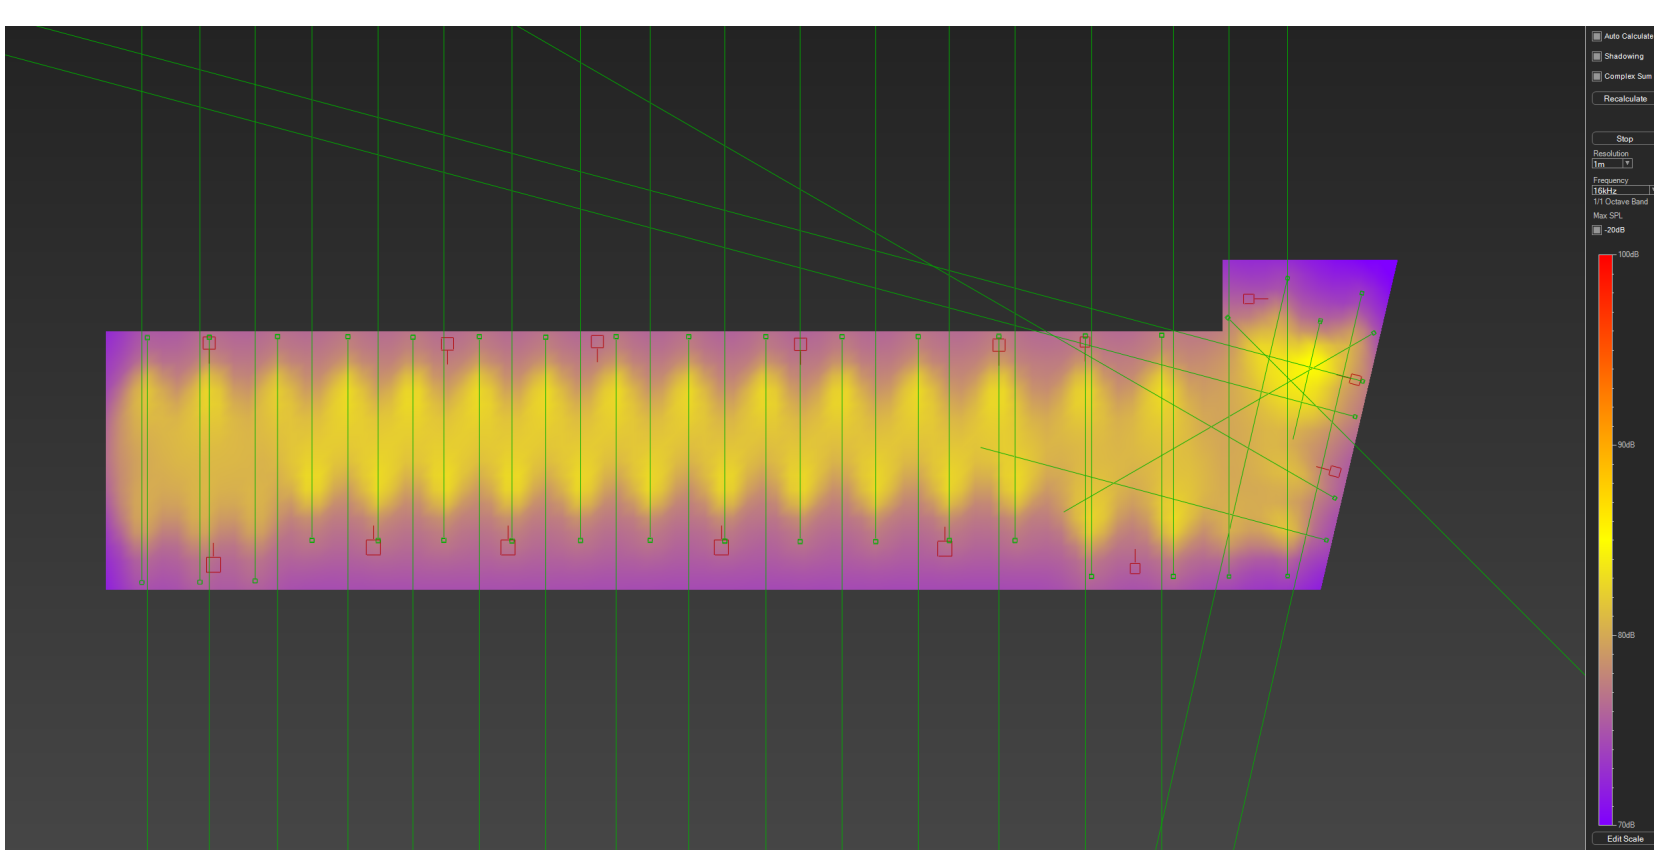 Auto Calculate
Shadowing
Complex Sum
Recalculate
Stop
Resolution
1m
Frequency
16kHz
1/1 Octave Band
Max SPL
-20dB
100dB
90dB
80dB
70dB
Edit Scale